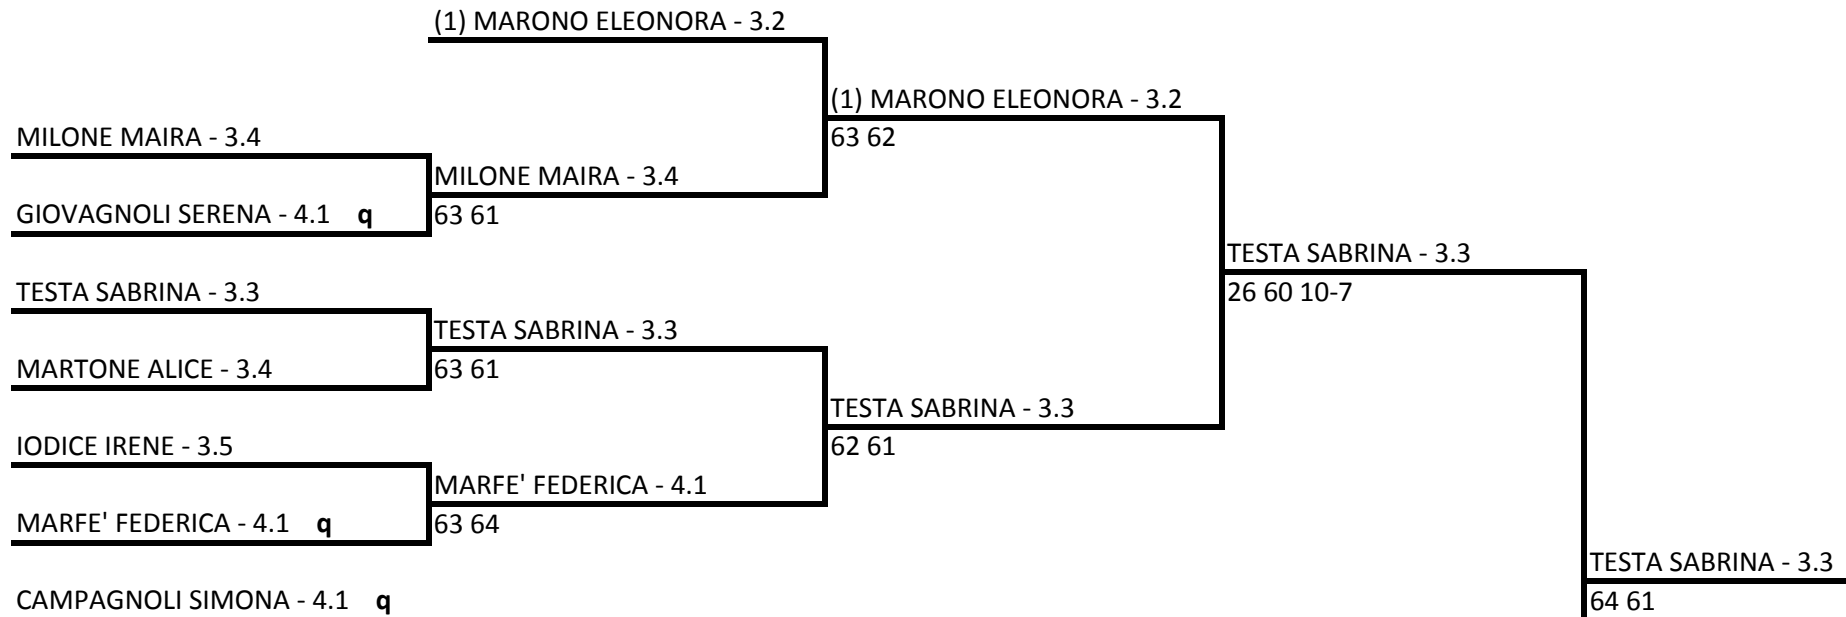 (1) MARONO ELEONORA - 3.2
(1) MARONO ELEONORA - 3.2
MILONE MAIRA - 3.4
63 62
MILONE MAIRA - 3.4
GIOVAGNOLI SERENA - 4.1 q
63 61
TESTA SABRINA - 3.3
TESTA SABRINA - 3.3
26 60 10-7
TESTA SABRINA - 3.3
MARTONE ALICE - 3.4
63 61
TESTA SABRINA - 3.3
IODICE IRENE - 3.5
62 61
MARFE' FEDERICA - 4.1
MARFE' FEDERICA - 4.1 q
63 64
TESTA SABRINA - 3.3
CAMPAGNOLI SIMONA - 4.1 q
64 61